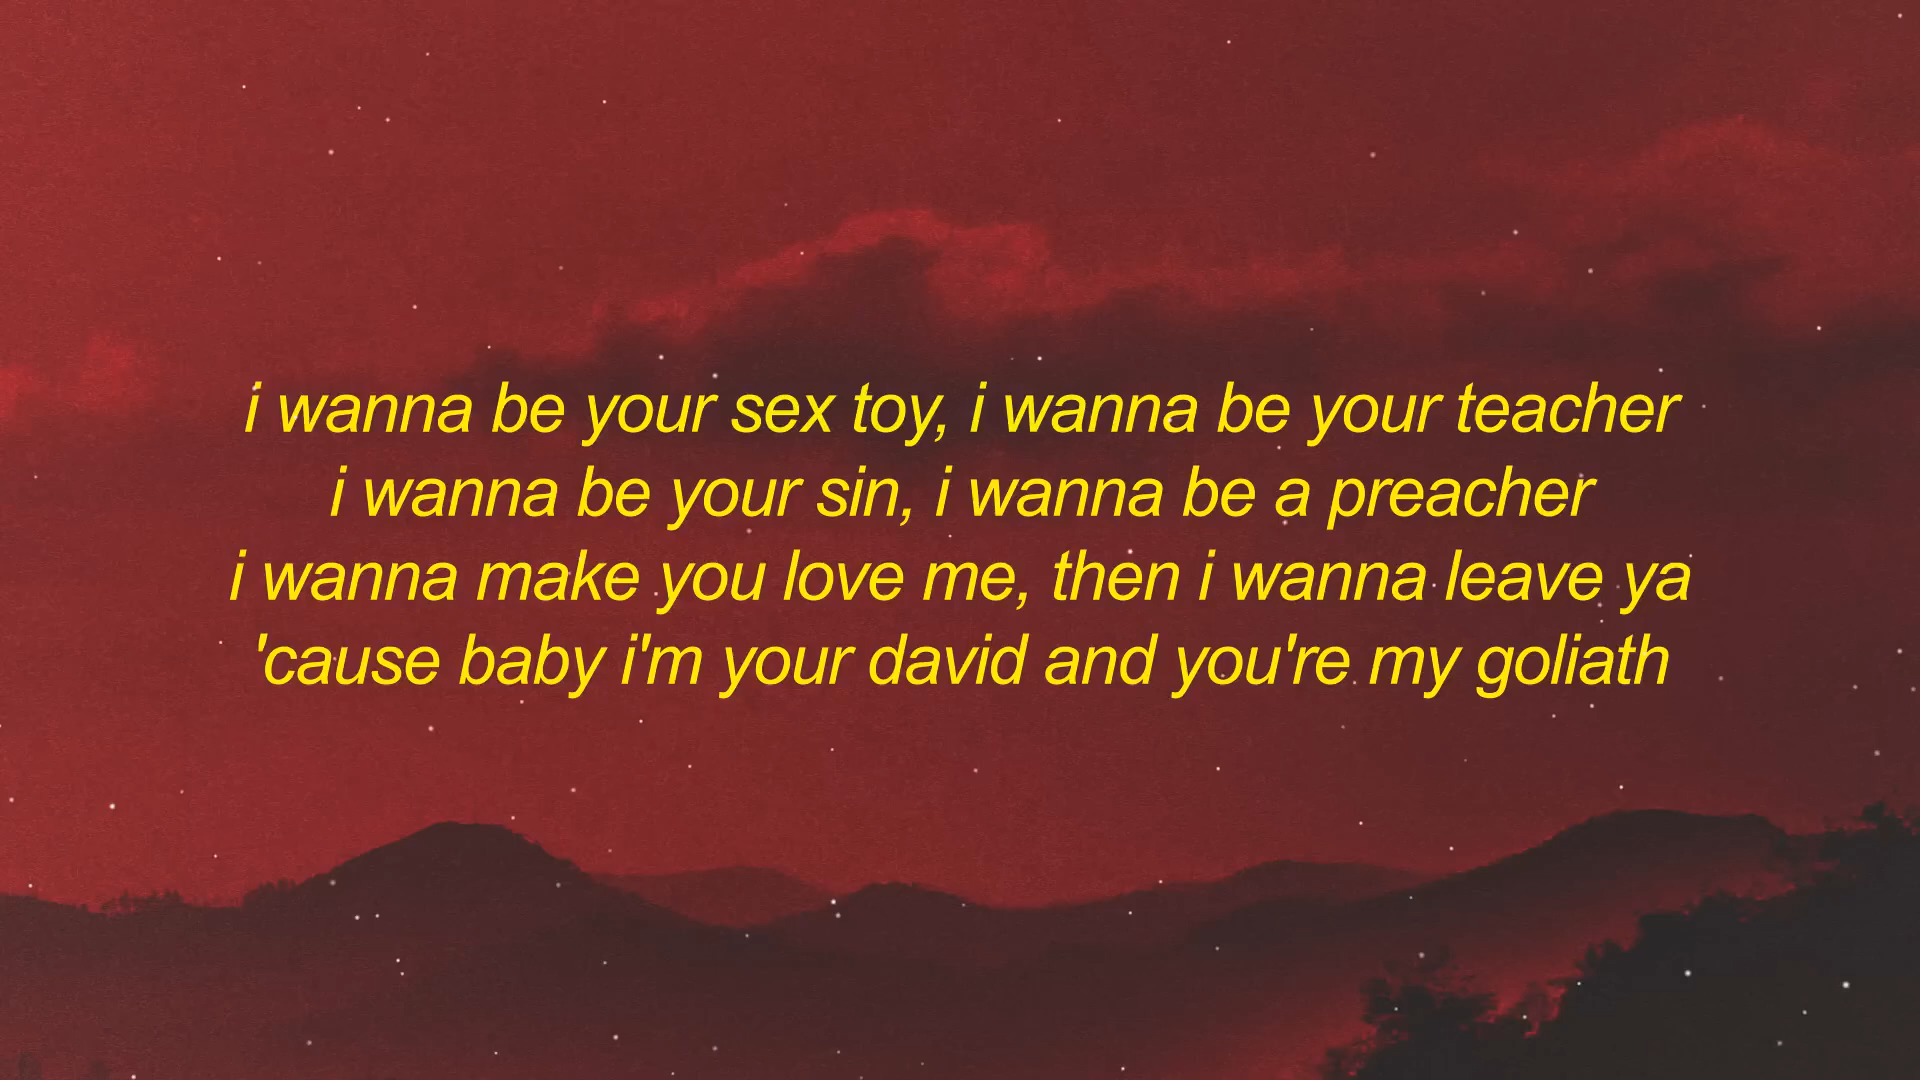 i wanna be your sex toy, i wanna be your teacher
i wanna be your sin, i wanna be a preacher
i wanna make you love me, then i wanna leave ya
'cause baby i'm your david and you're my goliath